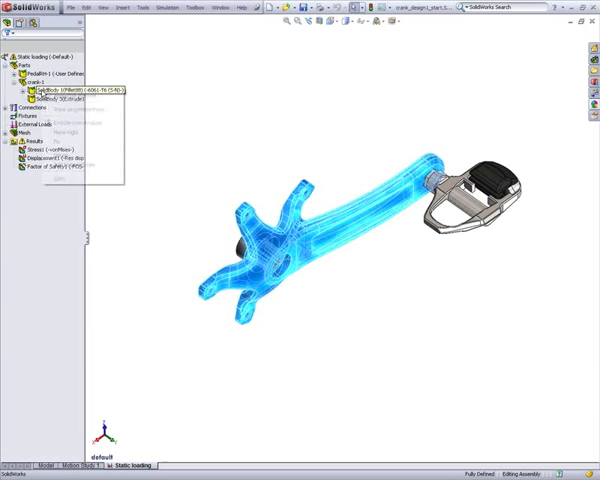 SolidWorks File Edit View Insert Tools Simulation Toolbox Window Help crank_design1_start.S SolidWorks Search
Static loading (-Default-)
Parts
PedalRH-1 (-User Defined
crank-1
SolidBody 1(Fillet98) (-6061-T6 (S-N)-)
SolidBody 3(Extrude1
Connections
Fixtures
External Loads
Mesh
Results
Stress1 (-vonMises-)
Displacement1 (-Res disp
Factor of Safety1 (-FOS-
default
Model Motion Study 1 Static loading
SolidWorks Fully Defined Editing Assembly